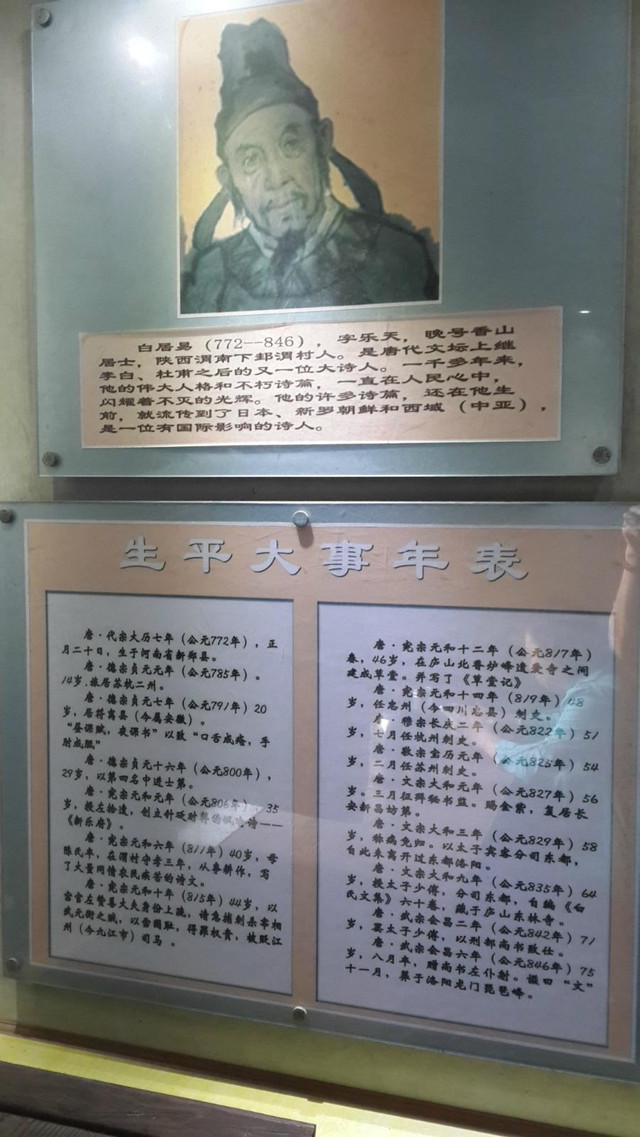 白居易（772--846），字乐天，晚号香山
居士，陕西渭南下邽渭村人。是唐代文坛上继
李白、杜甫之后的又一位大诗人。一千多年来，
他的伟大人格和不朽诗篇，一直在人民心中，
闪耀着不灭的光辉。他的许多诗篇，还在他生
前，就流传到了日本、新罗朝鲜和西域（中亚），
是一位有国际影响的诗人。
生平大事年表
唐·代宗大历七年（公元772年），正
月二十日，生于河南省新郑县。
唐·德宗贞元元年（公元785年）。
14岁.旅居苏杭二州。
唐·德宗贞元七年（公元791年）20
岁，居符离县（今属安徽）。
“昼课赋，夜课书”以致“口舌成疮，手
肘成胝”
唐·德宗贞元十六年（公元800年），
29岁，以第四名中进士第。
唐·宪宗元和元年（公元806年），35
岁，授左拾遗，创立针砭时弊的讽喻诗——
《新乐府》。
唐·宪宗元和六年（811年）40岁，母
陈氏卒，在渭村守孝三年，从事耕作，写
了大量同情农民疾苦的诗文。
唐·宪宗元和十年（815年）44岁，以
宫官左赞善大夫身份上疏，请急捕刺杀宰相
武元衡之贼，以雪国耻，得罪权贵，被贬江
州（今九江市）司马。
唐·宪宗元和十二年（公元817年）
春，46岁，在庐山北香炉峰遗爱寺之间
建成草堂。并写了《草堂记》
唐·宪宗元和十四年（819年）48
岁，任忠州（今四川忠县）刺史。
唐·穆宗长庆二年（公元822年）51
岁，七月任杭州刺史。
唐·敬宗宝历元年（公元825年）54
岁，二月任苏州刺史。
唐·文宗大和元年（公元827年）56
岁。三月征拜秘书监。赐金紫，复居长
安新昌坊第。
唐·文宗大和三年（公元829年）58
岁，称病免归。以太子宾客分司东都，
自此未离开过东都洛阳。
唐·文宗大和九年（公元835年）64
岁，授太子少傅，分司东都，自编《白
氏文集》六十卷，藏于庐山东林寺。
唐·武宗会昌二年（公元842年）71
岁，罢太子少傅，以刑部尚书致仕。
唐·武宗会昌六年（公元846年）75
岁，八月卒，赠尚书左仆射。谥曰“文”
十一月，葬于洛阳龙门琵琶峰。